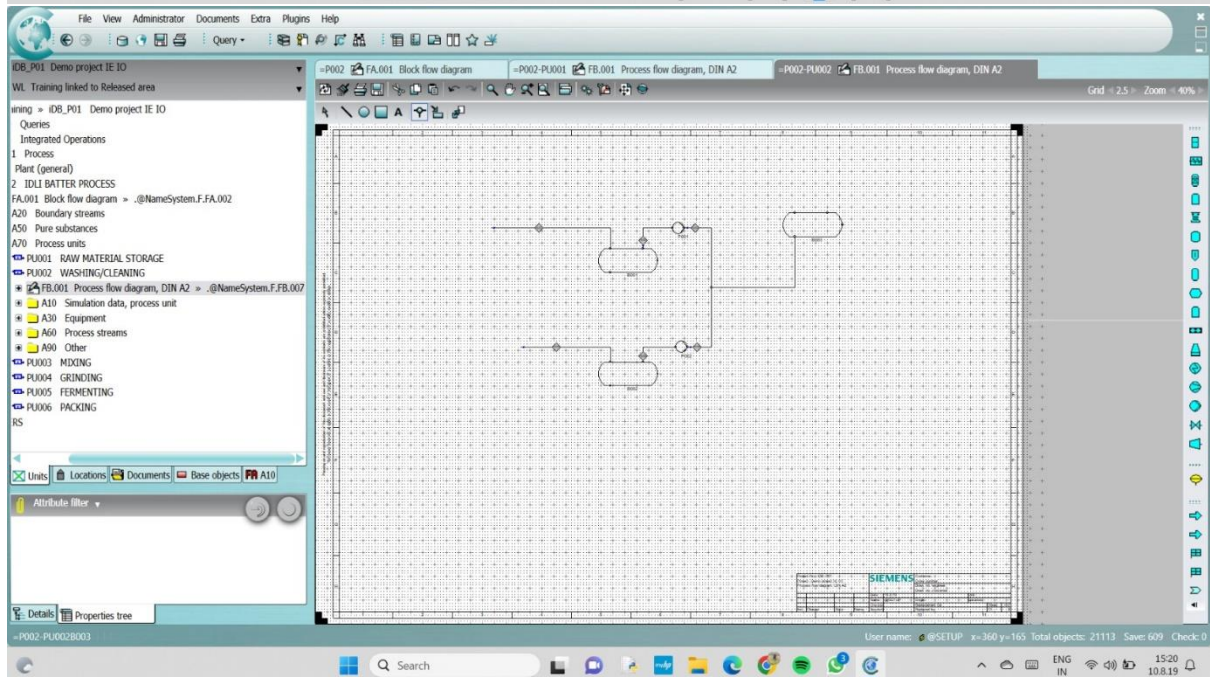 File View Administrator Documents Extra Plugins Help
Query
iDB_P01 Demo project IE IO
WL Training linked to Released area
=P002 FA.001 Block flow diagram
=P002-PU001 FB.001 Process flow diagram, DIN A2
=P002-PU002 FB.001 Process flow diagram, DIN A2
Grid 2.5 Zoom 40%
ining » iDB_P01 Demo project IE IO
Queries
Integrated Operations
1 Process
Plant (general)
2 IDLI BATTER PROCESS
FA.001 Block flow diagram » .@NameSystem.F.FA.002
A20 Boundary streams
A50 Pure substances
A70 Process units
PU001 RAW MATERIAL STORAGE
PU002 WASHING/CLEANING
FB.001 Process flow diagram, DIN A2 » .@NameSystem.F.FB.007
A10 Simulation data, process unit
A30 Equipment
A60 Process streams
A90 Other
PU003 MIXING
PU004 GRINDING
PU005 FERMENTING
PU006 PACKING
RS
Units Locations Documents Base objects A10
Attribute filter
SIEMENS
Details Properties tree
=P002-PU002B003
User name: @SETUP x=360 y=165 Total objects: 21113 Save: 609 Check: 0
Search
ENG
IN
15:20
10.8.19